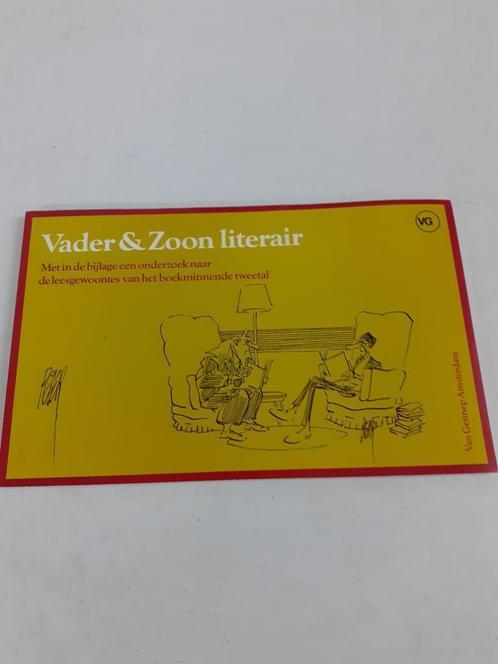 VG
Vader & Zoon literair
Met in de bijlage een onderzoek naar
de leesgewoontes van het boekminnende tweetal
Van Gennep Amsterdam